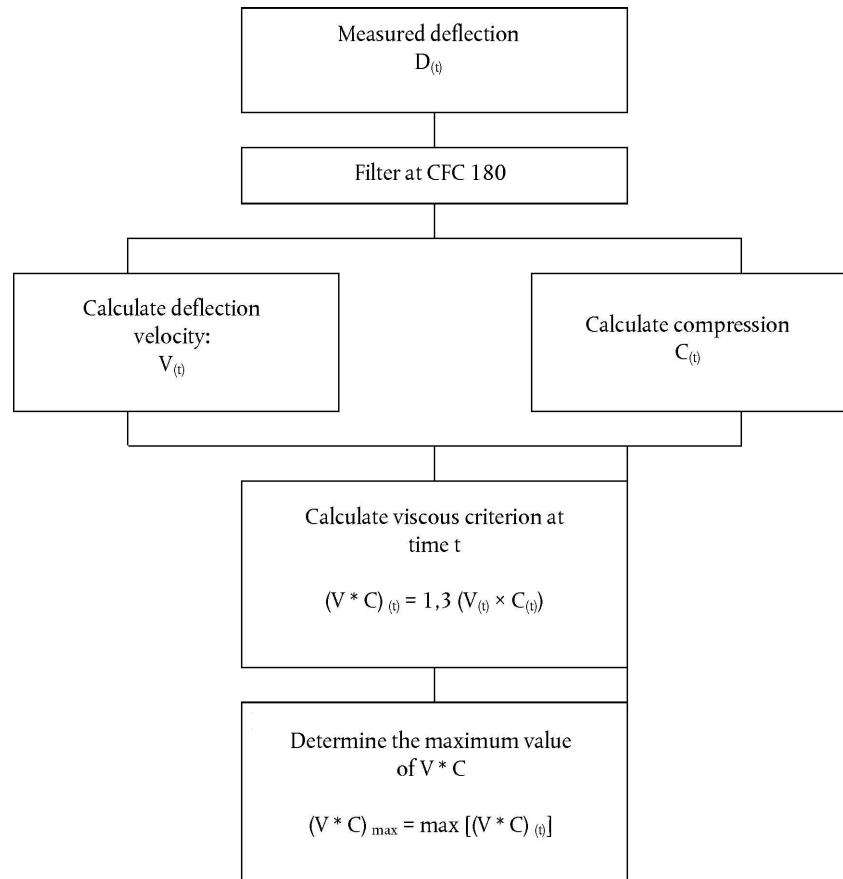 Measured deflection
D(t)
Filter at CFC 180
Calculate deflection
velocity:
V(t)
Calculate compression
C(t)
Calculate viscous criterion at
time t
(V * C) (t) = 1,3 (V(t) × C(t))
Determine the maximum value
of V * C
(V * C) max = max [(V * C) (t)]